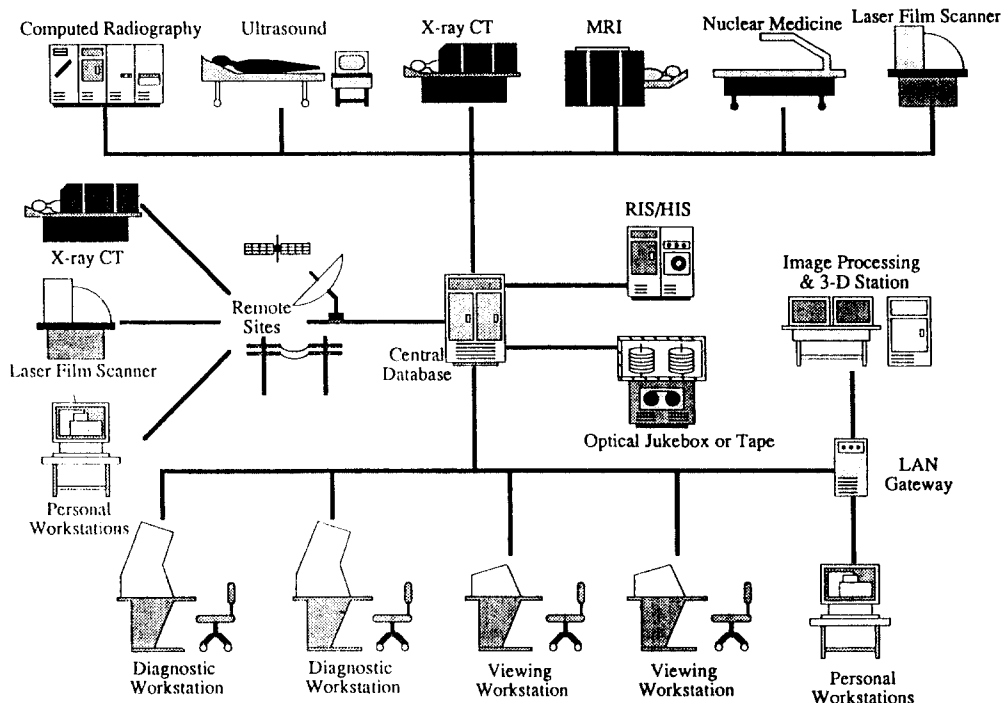 Computed Radiography
Ultrasound
X-ray CT
MRI
Nuclear Medicine
Laser Film Scanner
X-ray CT
Laser Film Scanner
Personal
Workstations
Remote
Sites
Central
Database
RIS/HIS
Optical Jukebox or Tape
Image Processing
& 3-D Station
LAN
Gateway
Diagnostic
Workstation
Diagnostic
Workstation
Viewing
Workstation
Viewing
Workstation
Personal
Workstations